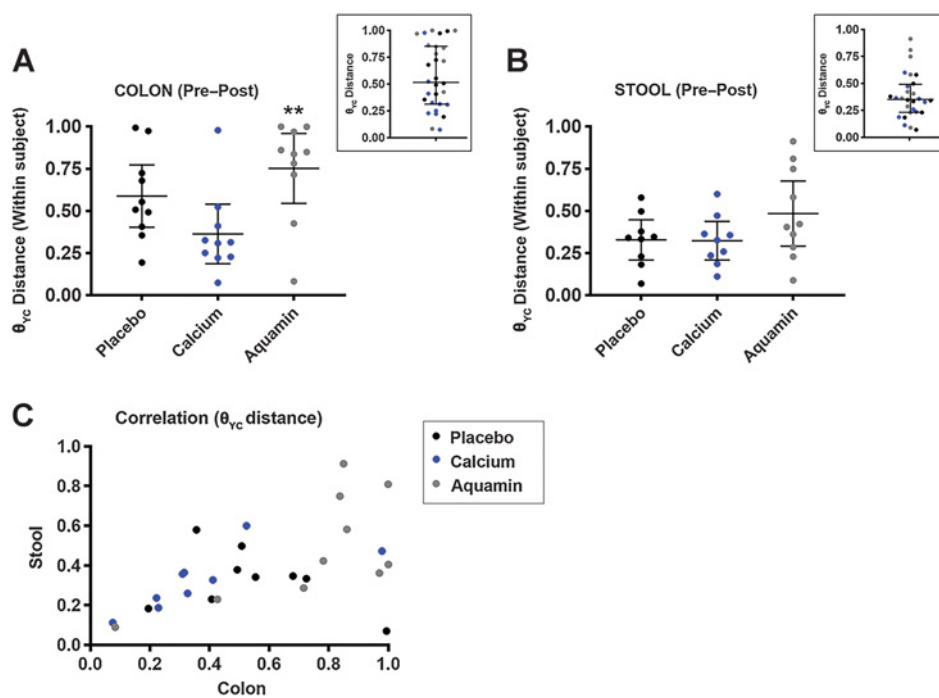 A
COLON (Pre–Post)
**
θYC Distance (Within subject)
1.00
0.75
0.50
0.25
0.00
Placebo
Calcium
Aquamin
θYC Distance
1.00
0.75
0.50
0.25
0.00
B
STOOL (Pre–Post)
θYC Distance (Within subject)
1.00
0.75
0.50
0.25
0.00
Placebo
Calcium
Aquamin
θYC Distance
1.00
0.75
0.50
0.25
0.00
C
Correlation (θYC distance)
Stool
1.0
0.8
0.6
0.4
0.2
0.0
0.0 0.2 0.4 0.6 0.8 1.0
Colon
Placebo
Calcium
Aquamin